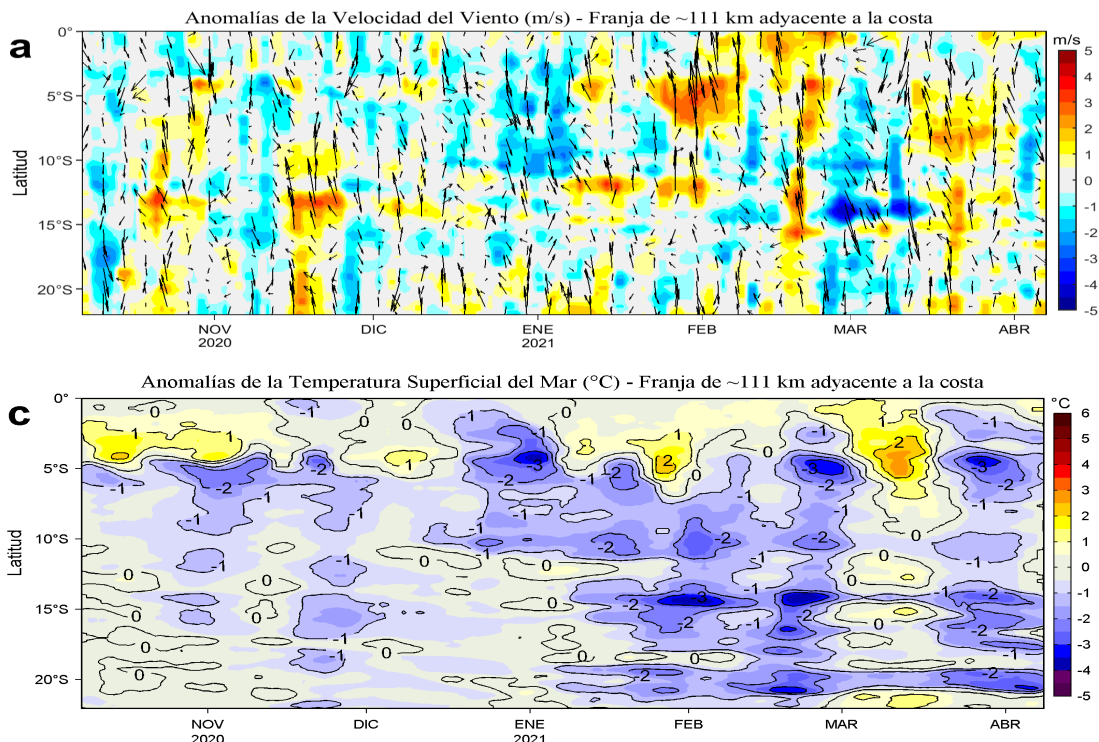 Anomalías de la Velocidad del Viento (m/s) - Franja de ~111 km adyacente a la costa
a
m/s
Latitud
0°
5°S
10°S
15°S
20°S
5
4
3
2
1
0
-1
-2
-3
-4
-5
NOV DIC ENE FEB MAR ABR
2020 2021
Anomalías de la Temperatura Superficial del Mar (°C) - Franja de ~111 km adyacente a la costa
c
°C
Latitud
0°
5°S
10°S
15°S
20°S
6
5
4
3
2
1
0
-1
-2
-3
-4
-5
NOV DIC ENE FEB MAR ABR
2020 2021